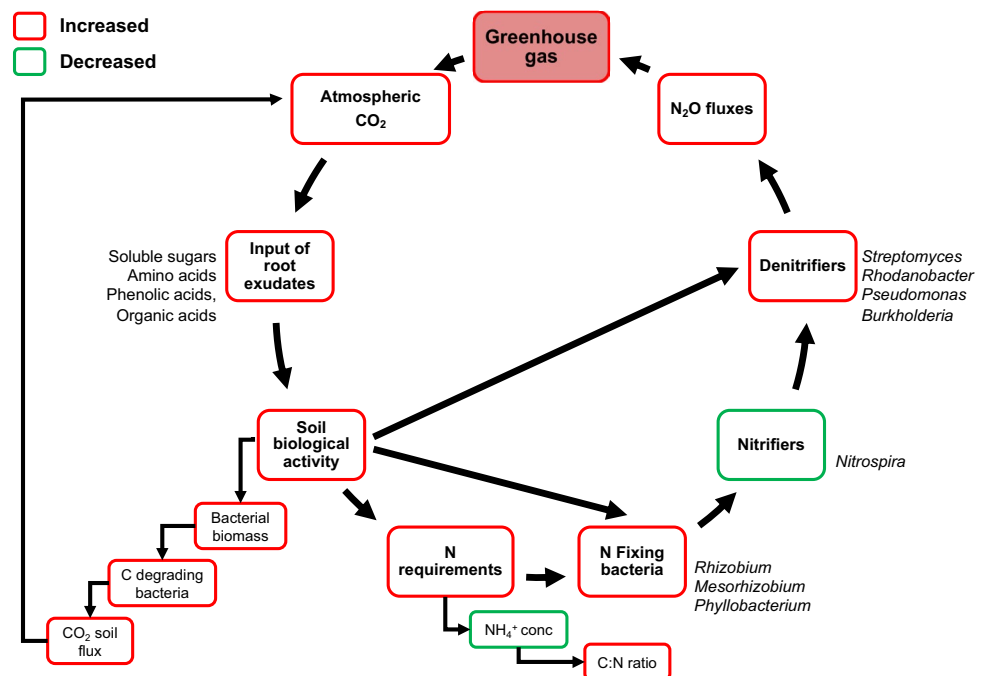 Increased
Decreased
Greenhouse
gas
Atmospheric
CO₂
N₂O fluxes
Soluble sugars
Amino acids
Phenolic acids,
Organic acids
Input of
root
exudates
Denitrifiers
Streptomyces
Rhodanobacter
Pseudomonas
Burkholderia
Soil
biological
activity
Nitrifiers
Nitrospira
Bacterial
biomass
C degrading
bacteria
CO₂ soil
flux
N
requirements
N Fixing
bacteria
Rhizobium
Mesorhizobium
Phyllobacterium
NH₄⁺ conc
C:N ratio